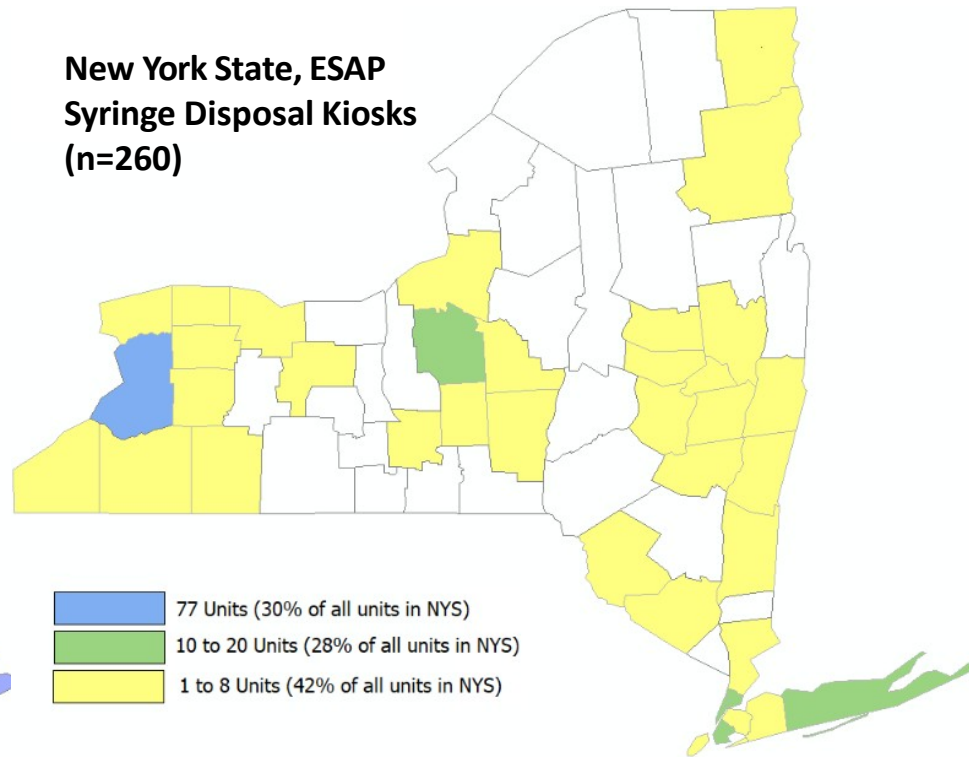 New York State, ESAP
Syringe Disposal Kiosks
(n=260)
77 Units (30% of all units in NYS)
10 to 20 Units (28% of all units in NYS)
1 to 8 Units (42% of all units in NYS)